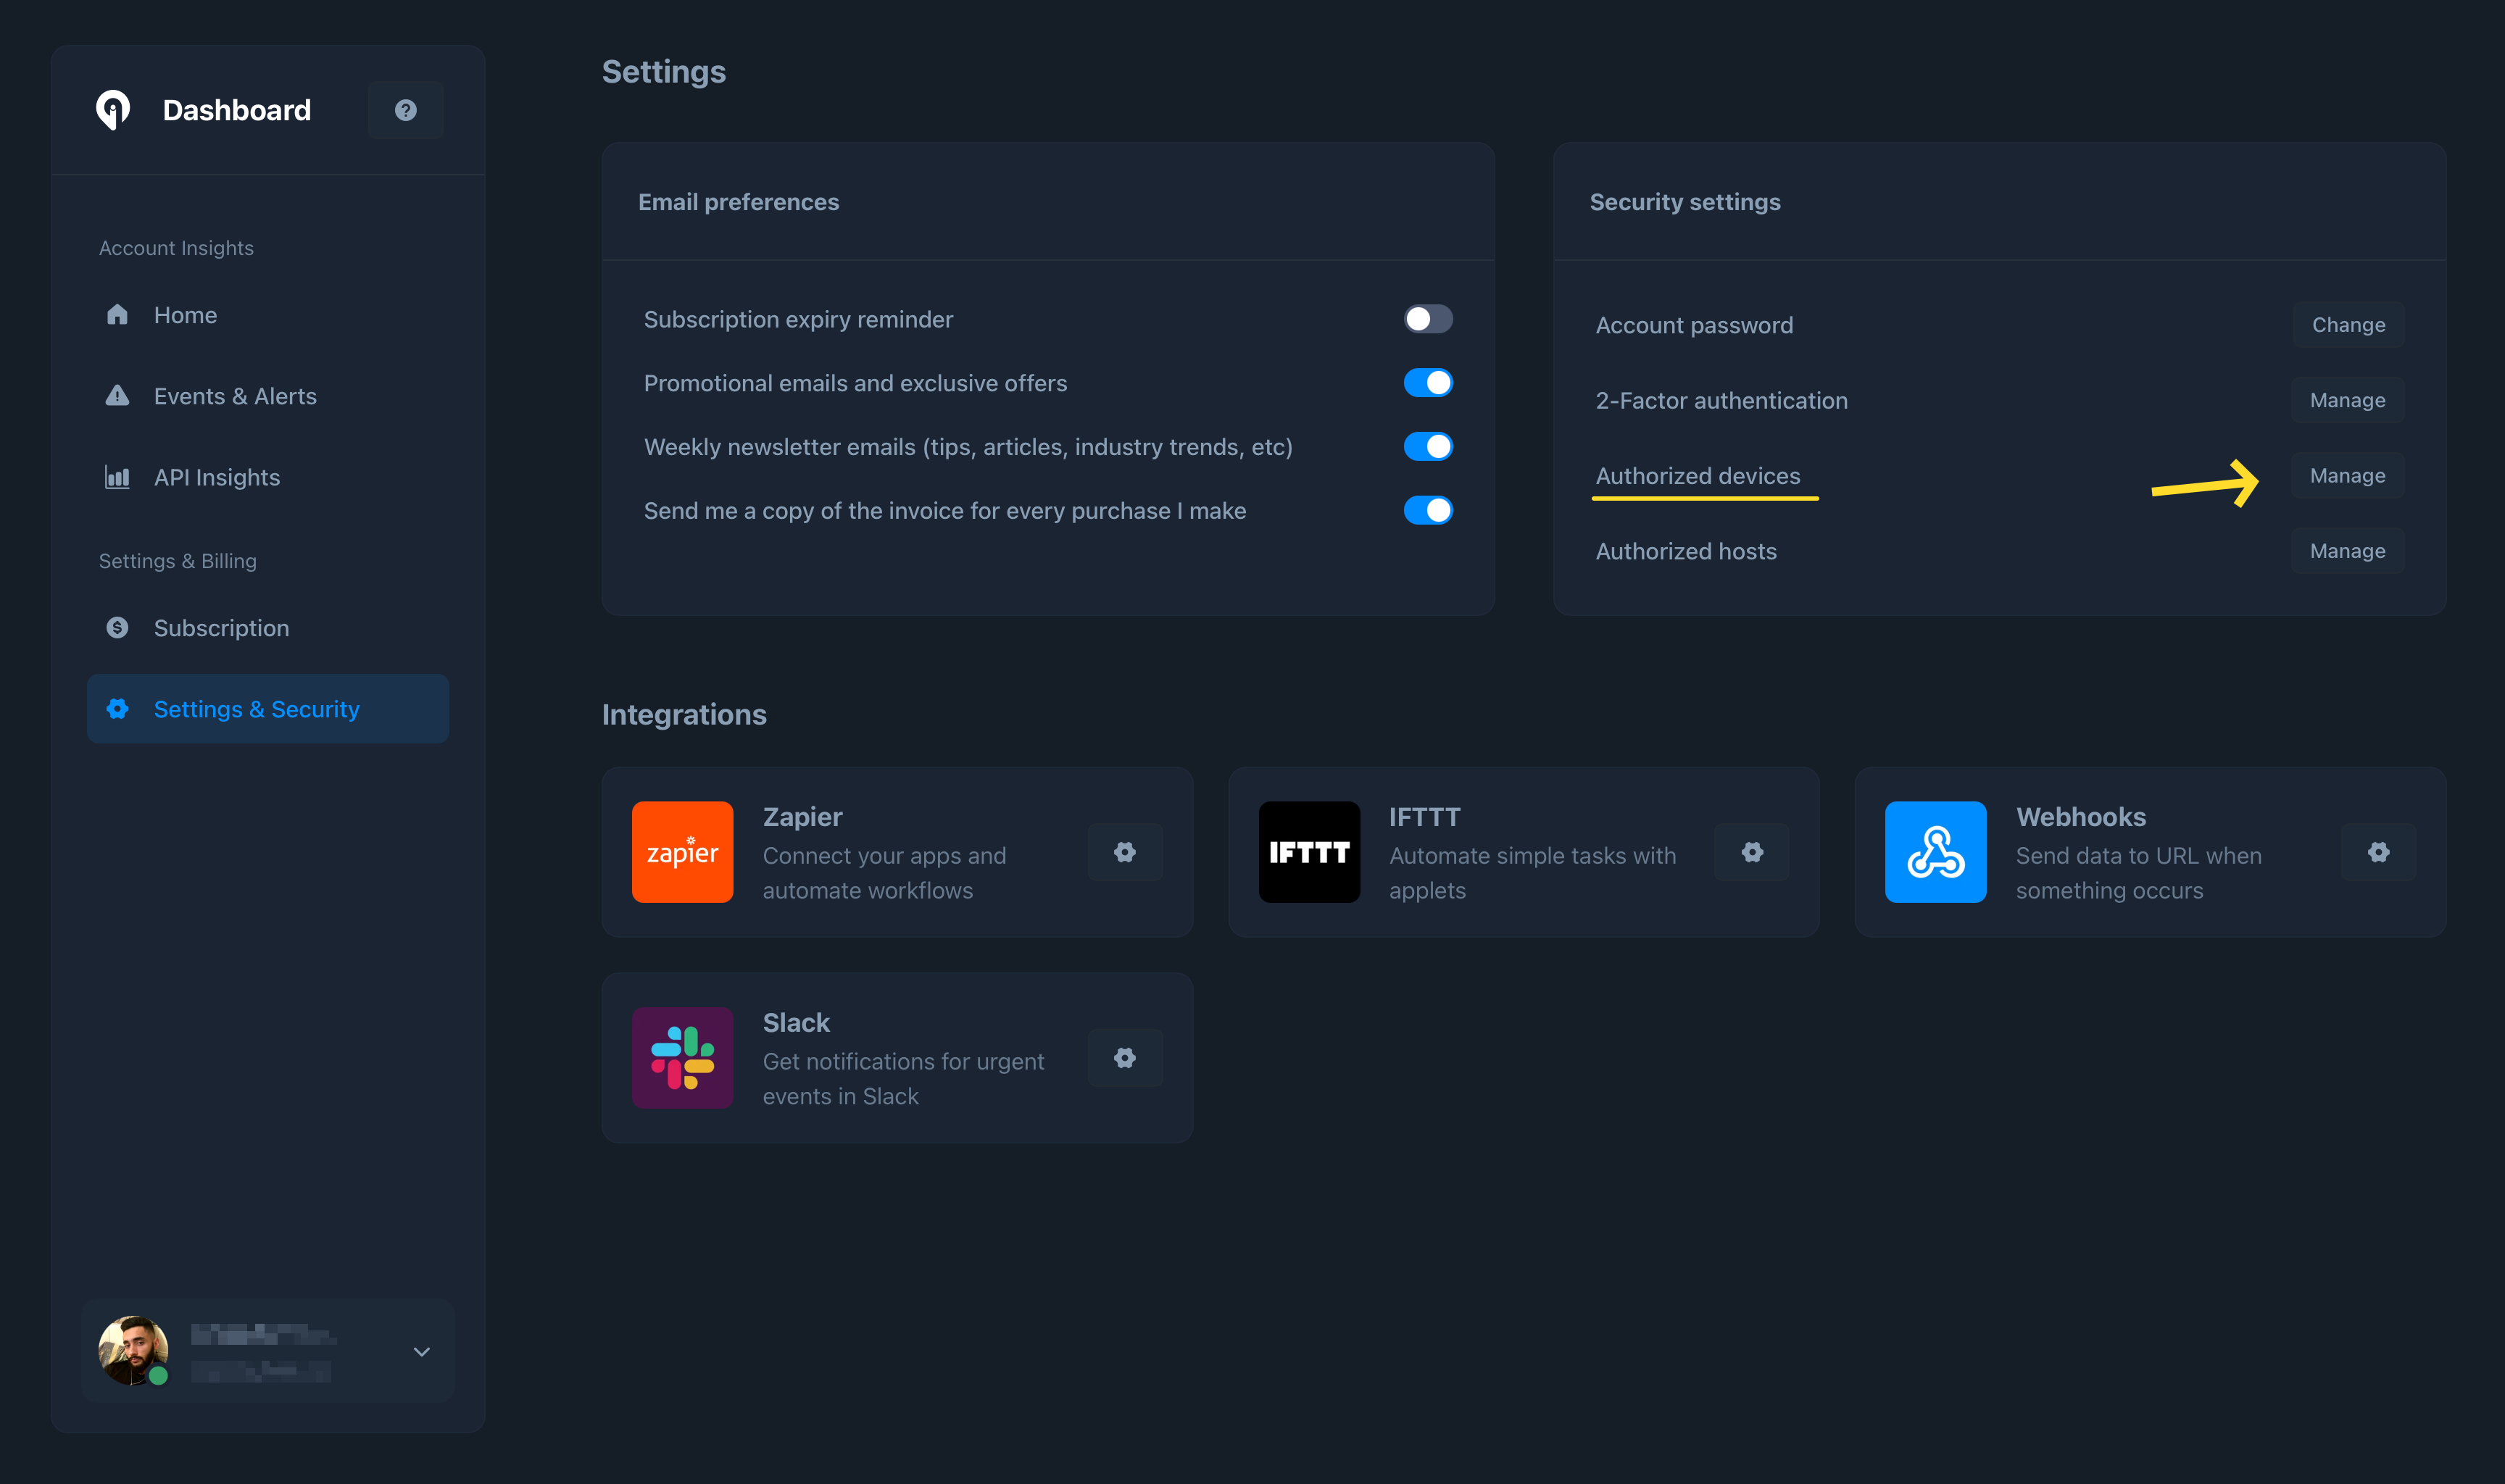 Dashboard
Account Insights
Home
Events & Alerts
API Insights
Settings & Billing
Subscription
Settings & Security
Settings
Email preferences
Subscription expiry reminder
Promotional emails and exclusive offers
Weekly newsletter emails (tips, articles, industry trends, etc)
Send me a copy of the invoice for every purchase I make
Security settings
Account password
Change
2-Factor authentication
Manage
Authorized devices
Manage
Authorized hosts
Manage
Integrations
zapier
Zapier
Connect your apps and
automate workflows
IFTTT
IFTTT
Automate simple tasks with
applets
Webhooks
Send data to URL when
something occurs
Slack
Get notifications for urgent
events in Slack